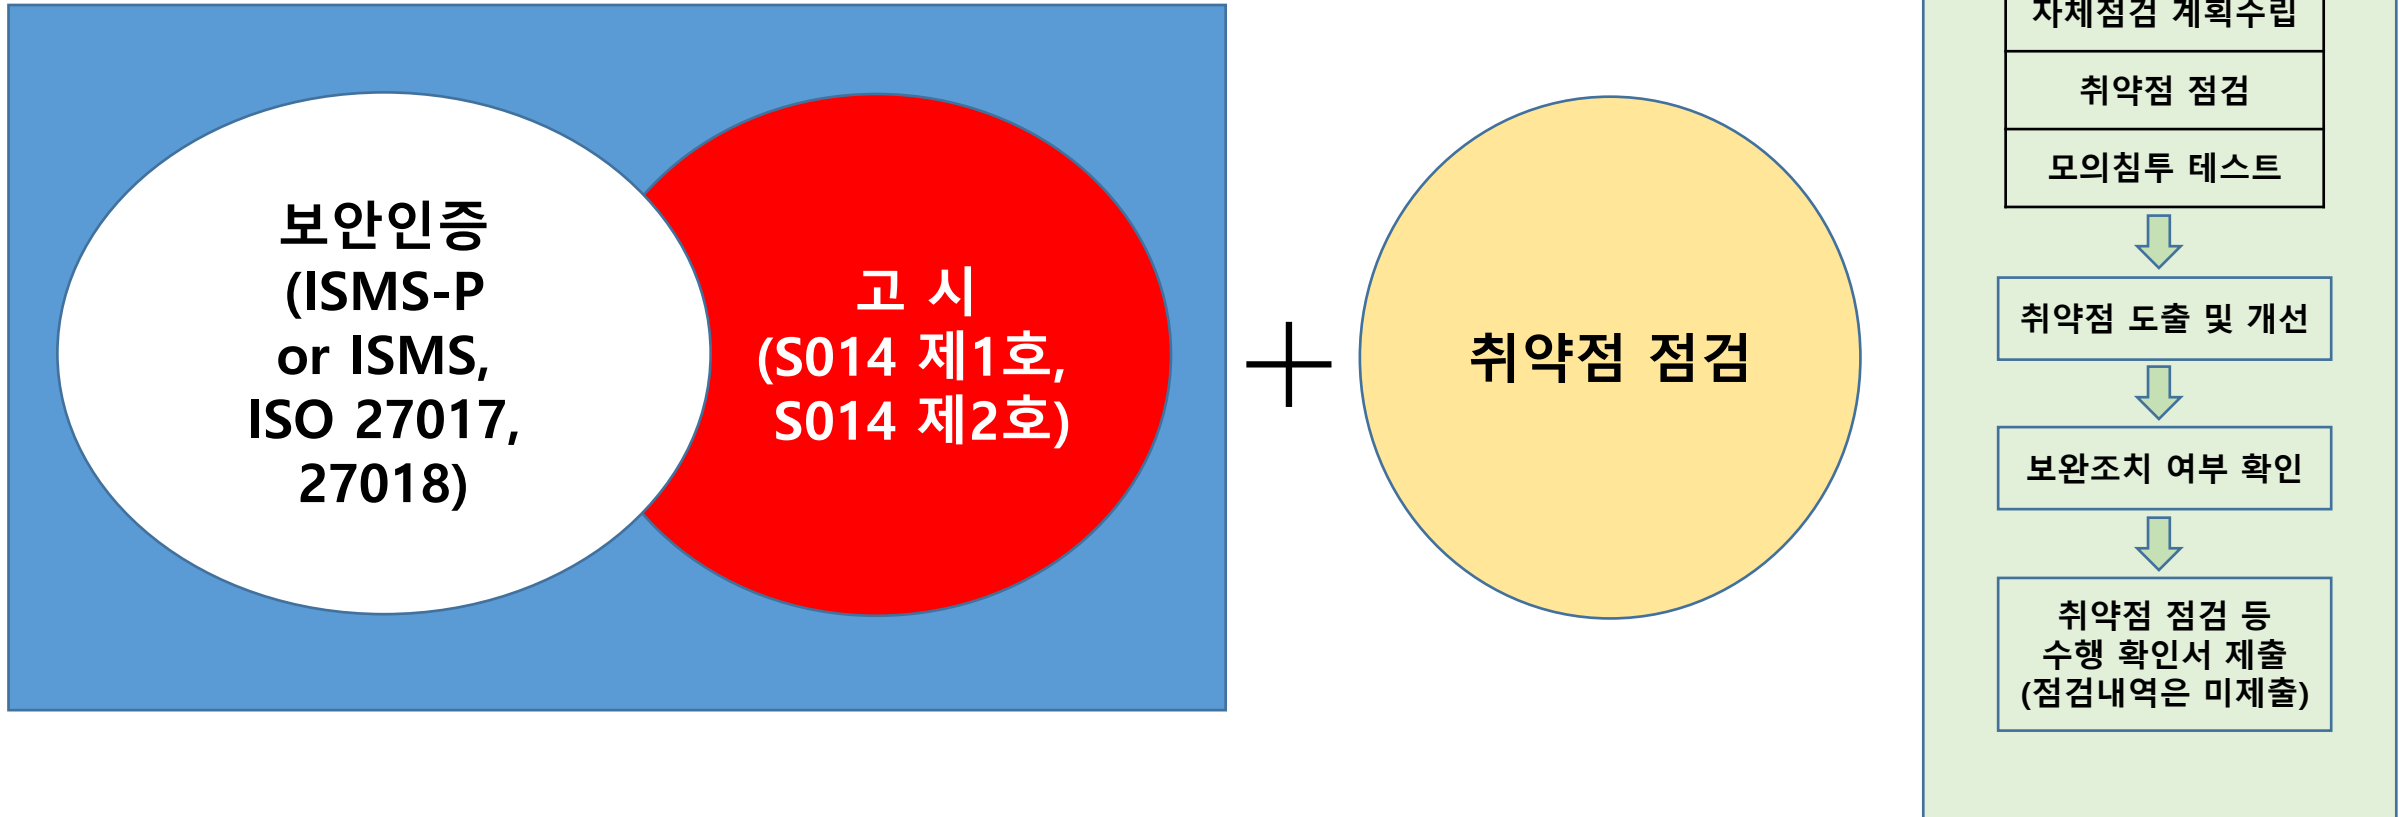 보안인증
(ISMS-P
or ISMS,
ISO 27017,
27018)
고 시
(S014 제1호,
S014 제2호)
+
취약점 점검
자체점검 계획수립
취약점 점검
모의침투 테스트
취약점 도출 및 개선
보완조치 여부 확인
취약점 점검 등
수행 확인서 제출
(점검내역은 미제출)